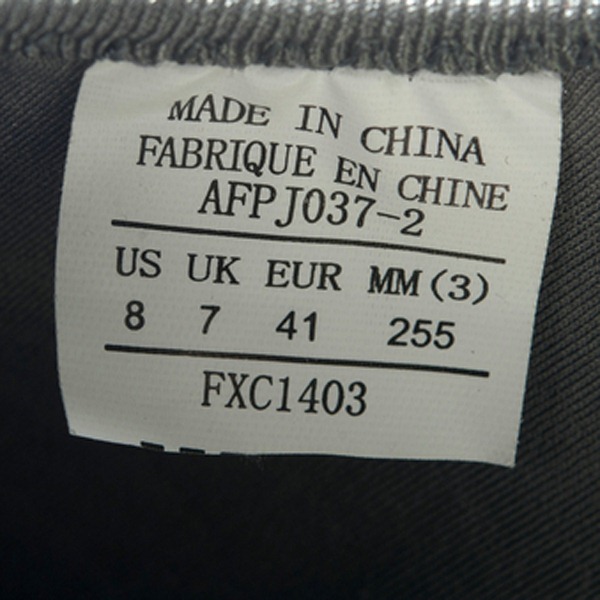 MADE IN CHINA
FABRIQUE EN CHINE
AFPJ037-2
US UK EUR MM(3)
8 7 41 255
FXC1403